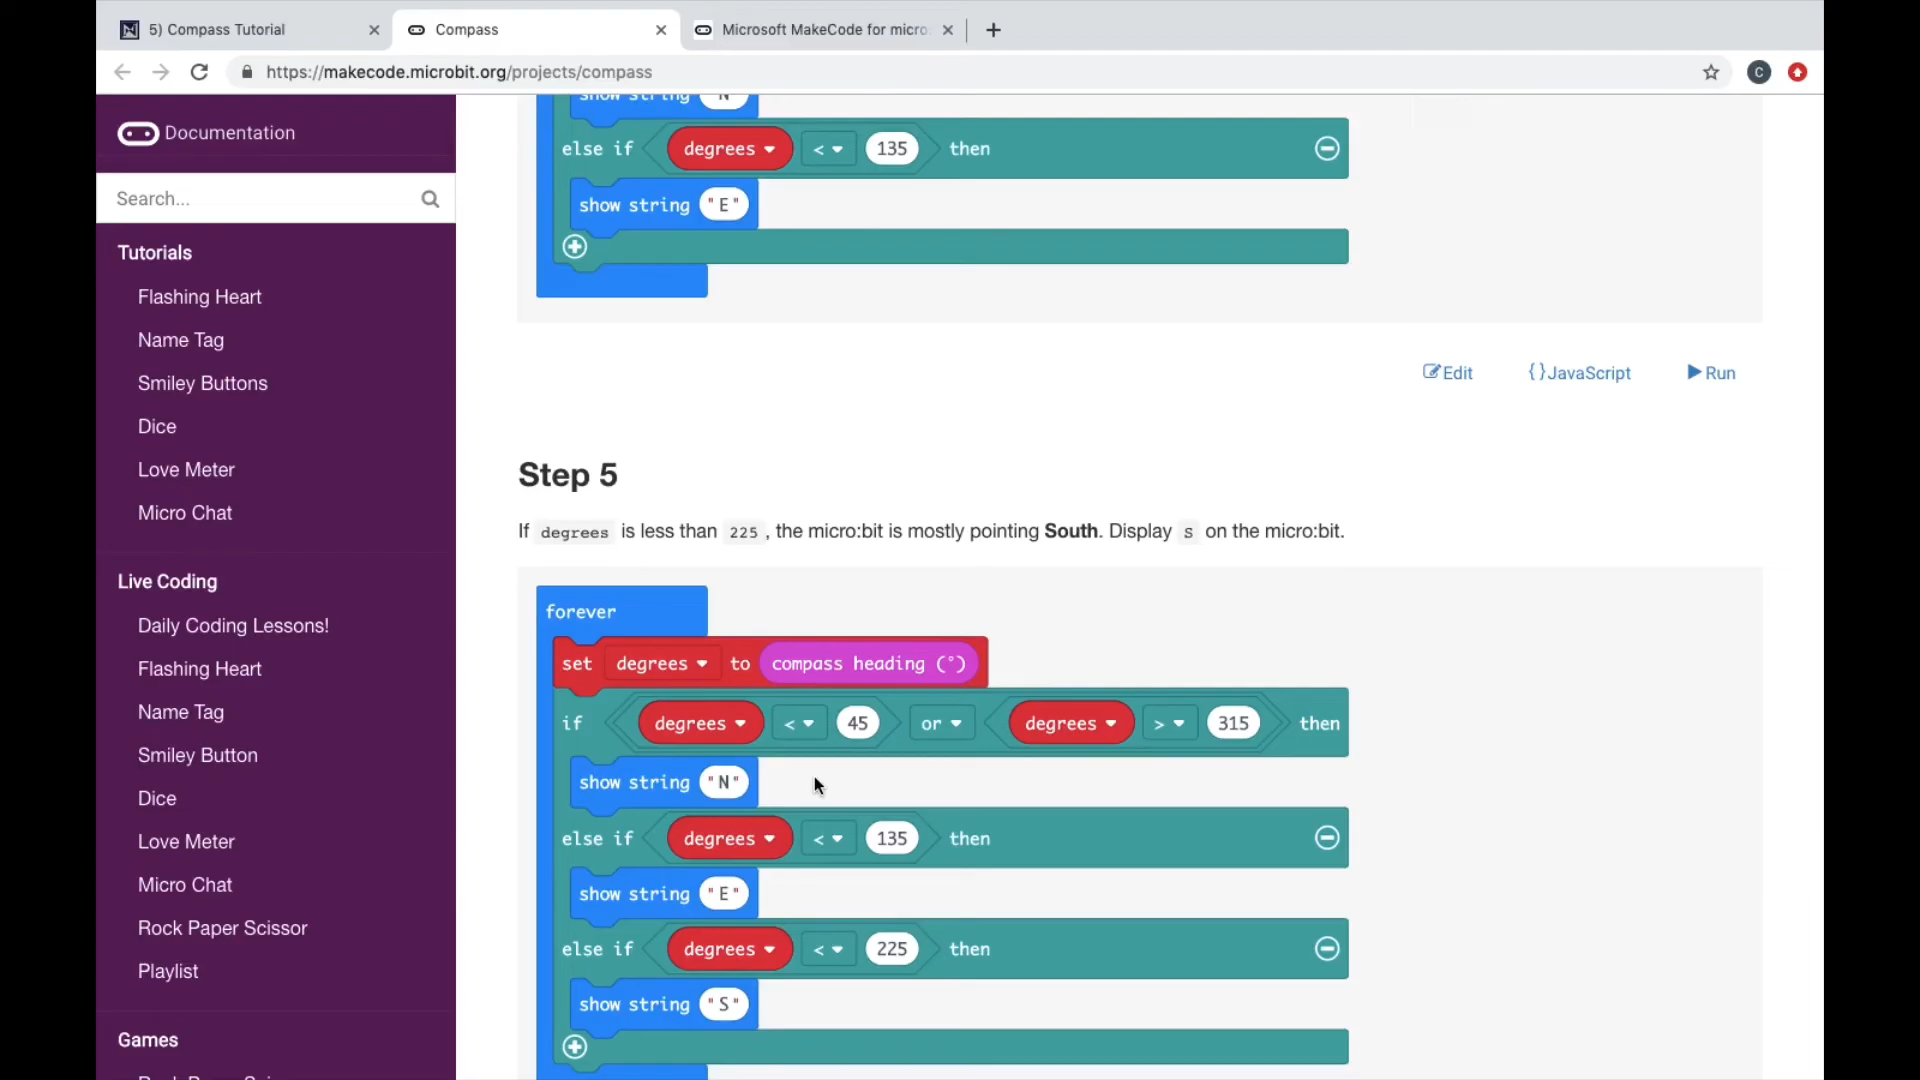 5) Compass Tutorial
Compass
Microsoft MakeCode for micro:
https://makecode.microbit.org/projects/compass
C
Documentation
Search...
Tutorials
Flashing Heart
Name Tag
Smiley Buttons
Dice
Love Meter
Micro Chat
Live Coding
Daily Coding Lessons!
Flashing Heart
Name Tag
Smiley Button
Dice
Love Meter
Micro Chat
Rock Paper Scissor
Playlist
Games
show string "N"
else if degrees < 135 then
show string "E"
Edit
{}JavaScript
Run
Step 5
If degrees is less than 225 , the micro:bit is mostly pointing South. Display S on the micro:bit.
forever
set degrees to compass heading (°)
if degrees < 45 or degrees > 315 then
show string "N"
else if degrees < 135 then
show string "E"
else if degrees < 225 then
show string "S"